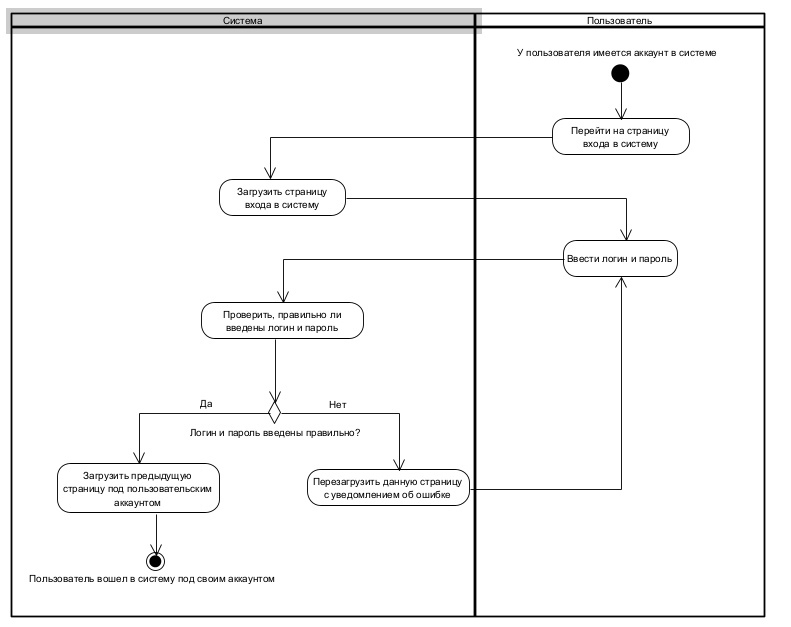 Система
Пользователь
У пользователя имеется аккаунт в системе
Перейти на страницу
входа в систему
Загрузить страницу
входа в систему
Ввести логин и пароль
Проверить, правильно ли
введены логин и пароль
Да
Нет
Логин и пароль введены правильно?
Загрузить предыдущую
страницу под пользовательским
аккаунтом
Перезагрузить данную страницу
с уведомлением об ошибке
Пользователь вошел в систему под своим аккаунтом